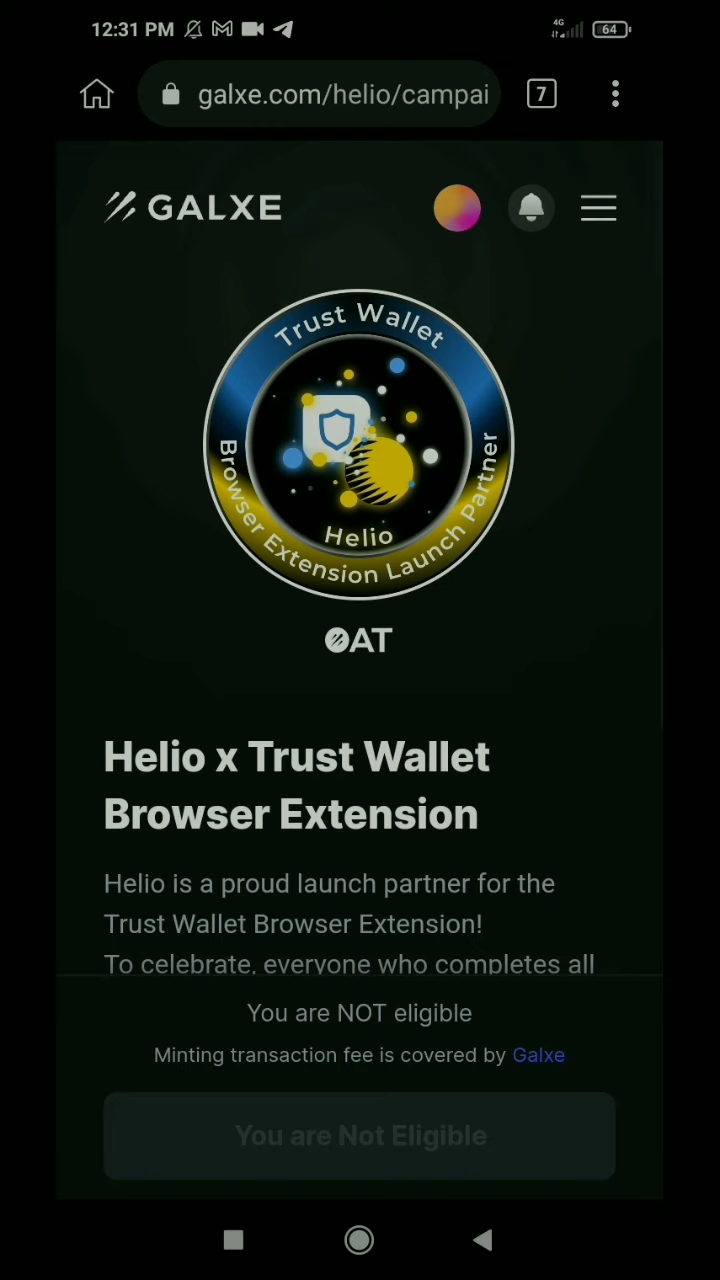 12:31 PM
4G
64
galxe.com/helio/campai
7
GALXE
Trust Wallet
Helio
Browser Extension Launch Partner
OAT
Helio x Trust Wallet
Browser Extension
Helio is a proud launch partner for the
Trust Wallet Browser Extension!
To celebrate, everyone who completes all
You are NOT eligible
Minting transaction fee is covered by Galxe
You are Not Eligible